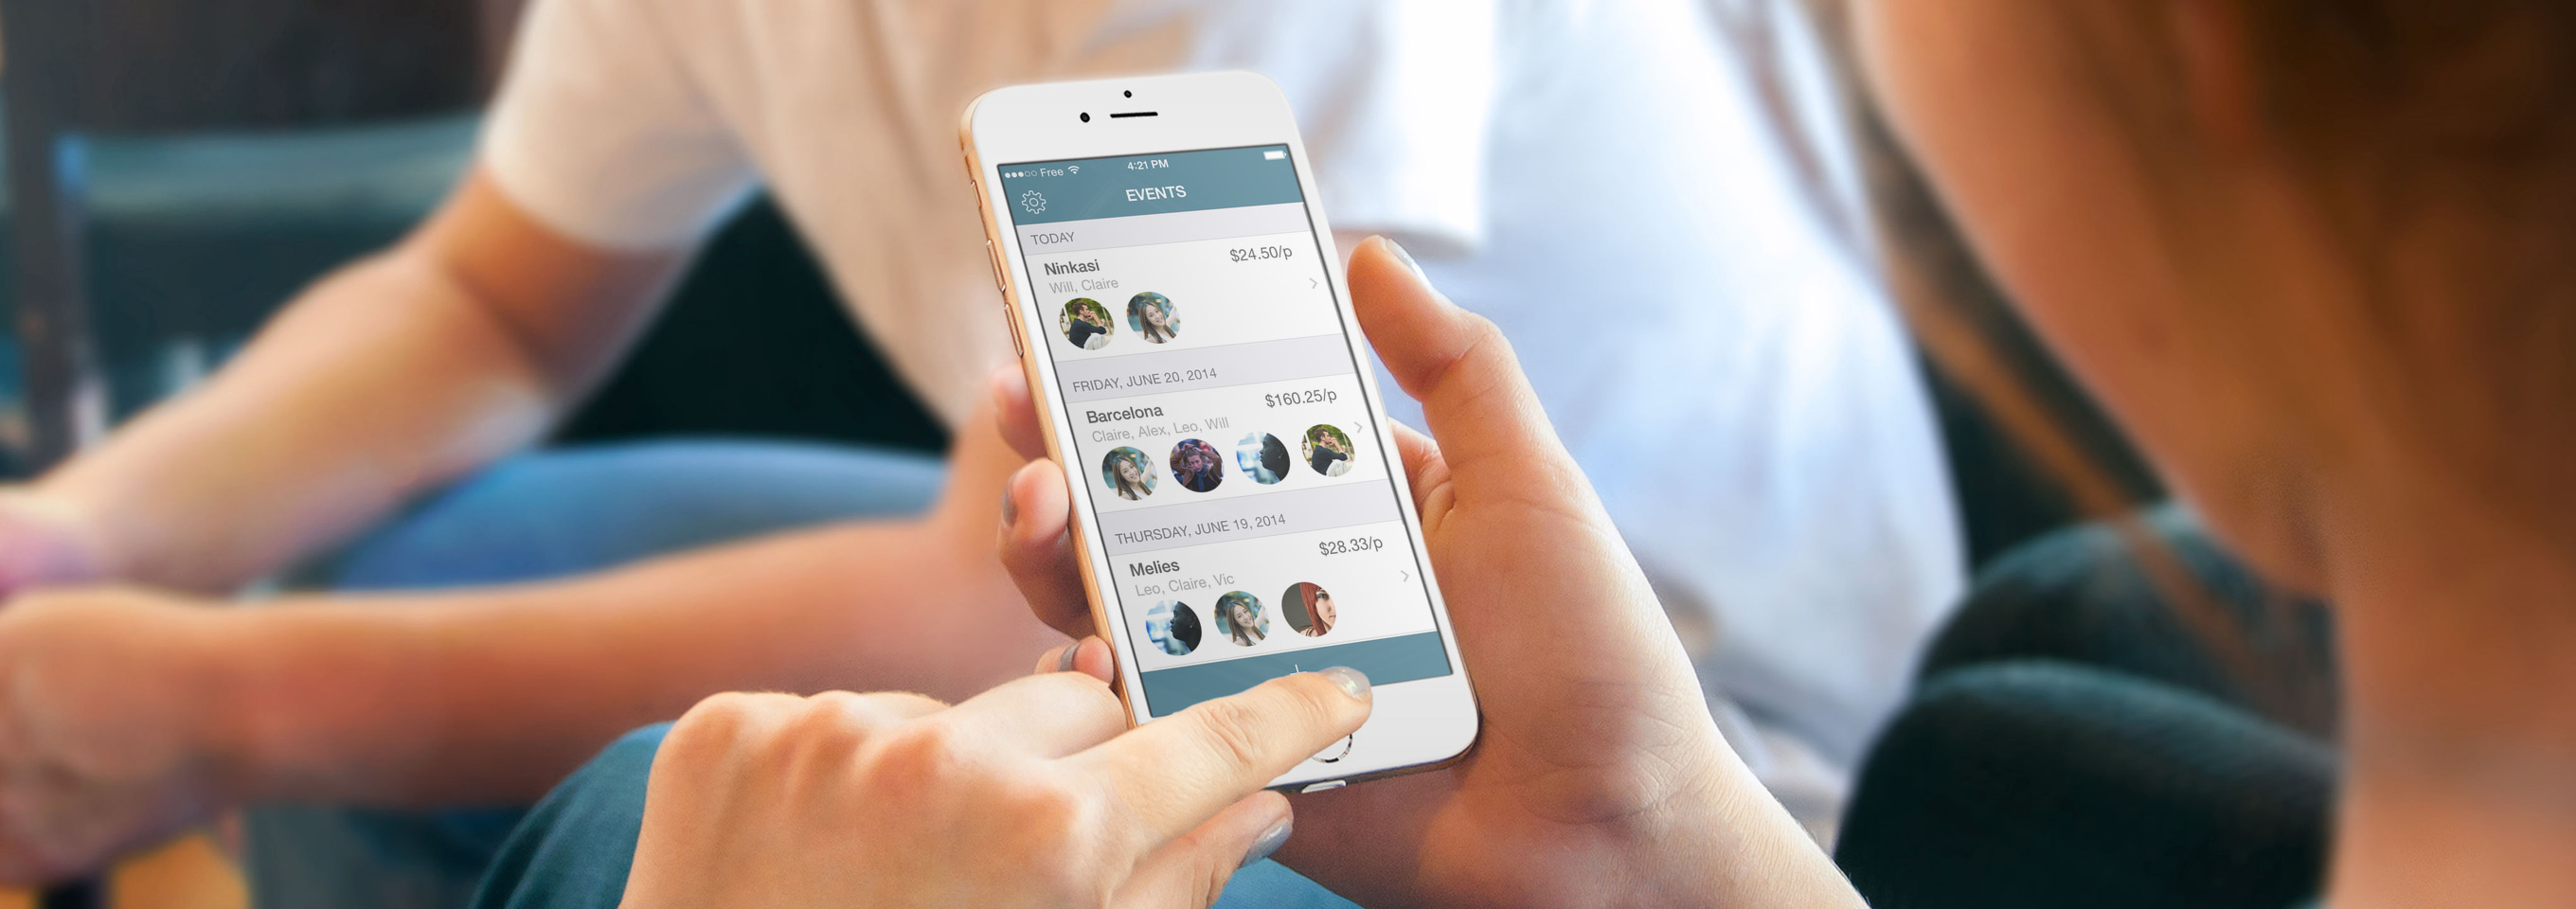 ●●●○○ Free 4:21 PM
EVENTS
TODAY
Ninkasi $24.50/p
Will, Claire
FRIDAY, JUNE 20, 2014
Barcelona $160.25/p
Claire, Alex, Leo, Will
THURSDAY, JUNE 19, 2014
Melies $28.33/p
Leo, Claire, Vic